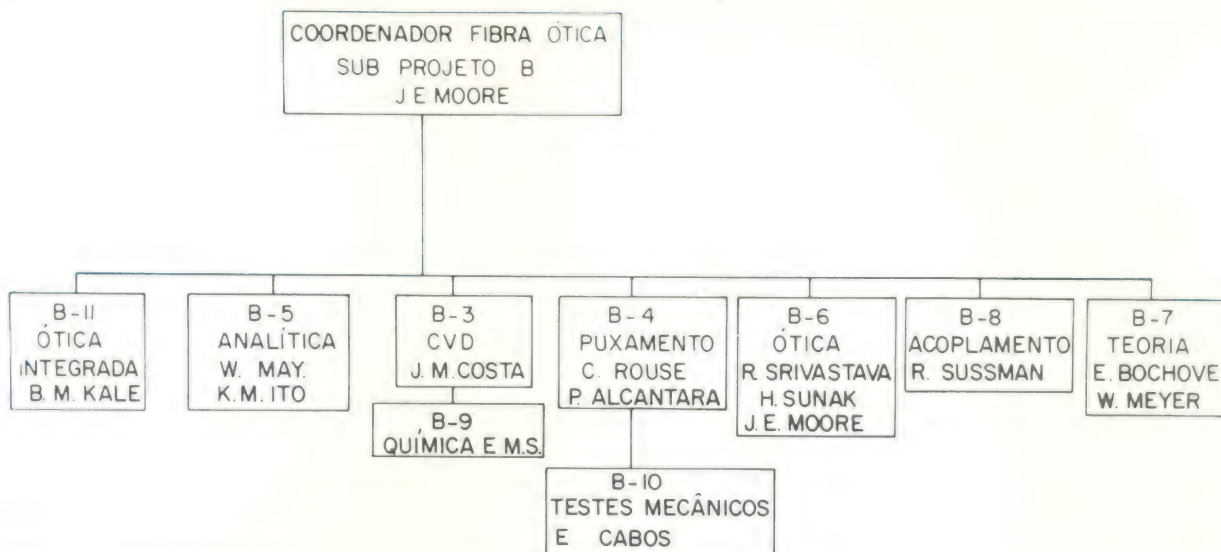 COORDENADOR FIBRA ÓTICA
SUB PROJETO B
J E MOORE
B-11
ÓTICA
INTEGRADA
B. M. KALE
B-5
ANALÍTICA
W. MAY.
K.M. ITO
B-3
CVD
J. M. COSTA
B-9
QUÍMICA E M.S.
B-4
PUXAMENTO
C. ROUSE
P. ALCANTARA
B-10
TESTES MECÂNICOS
E CABOS
B-6
ÓTICA
R. SRIVASTAVA
H. SUNAK
J. E. MOORE
B-8
ACOPLAMENTO
R. SUSSMAN
B-7
TEORIA
E. BOCHOVE
W. MEYER